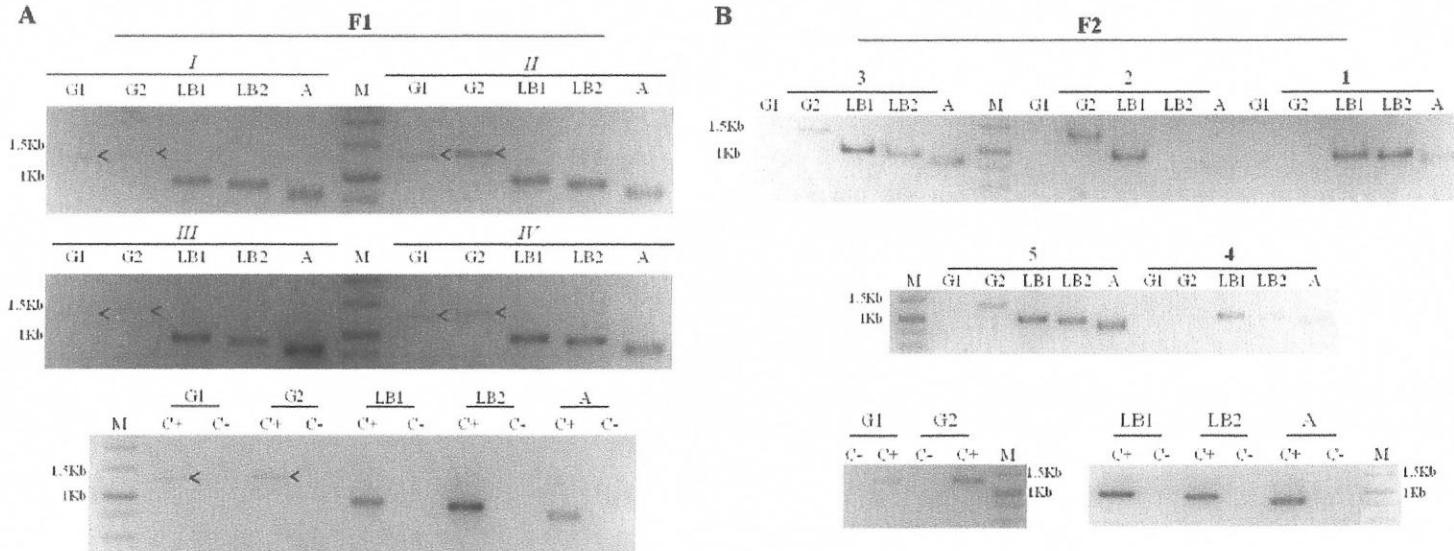 A
F1
I II
G1 G2 LB1 LB2 A M G1 G2 LB1 LB2 A
1.5Kb
1Kb
III IV
G1 G2 LB1 LB2 A M G1 G2 LB1 LB2 A
1.5Kb
1Kb
G1 G2 LB1 LB2 A
M C+ C- C+ C- C+ C- C+ C- C+ C-
1.5Kb
1Kb
B
F2
3 2 1
G1 G2 LB1 LB2 A M G1 G2 LB1 LB2 A G1 G2 LB1 LB2 A
1.5Kb
1Kb
5 4
M G1 G2 LB1 LB2 A G1 G2 LB1 LB2 A
1.5Kb
1Kb
G1 G2 LB1 LB2 A
C- C+ C- C+ M C+ C- C+ C- C+ C- M
1.5Kb 1.5Kb
1Kb 1Kb